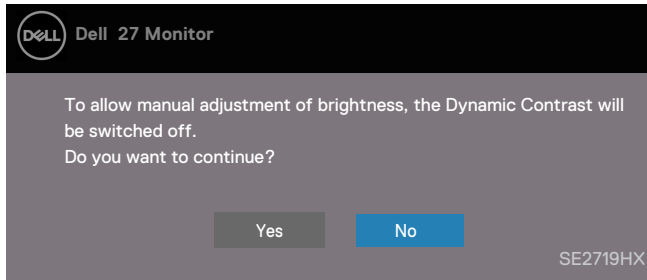 DELL Dell 27 Monitor
To allow manual adjustment of brightness, the Dynamic Contrast will
be switched off.
Do you want to continue?
Yes No
SE2719HX